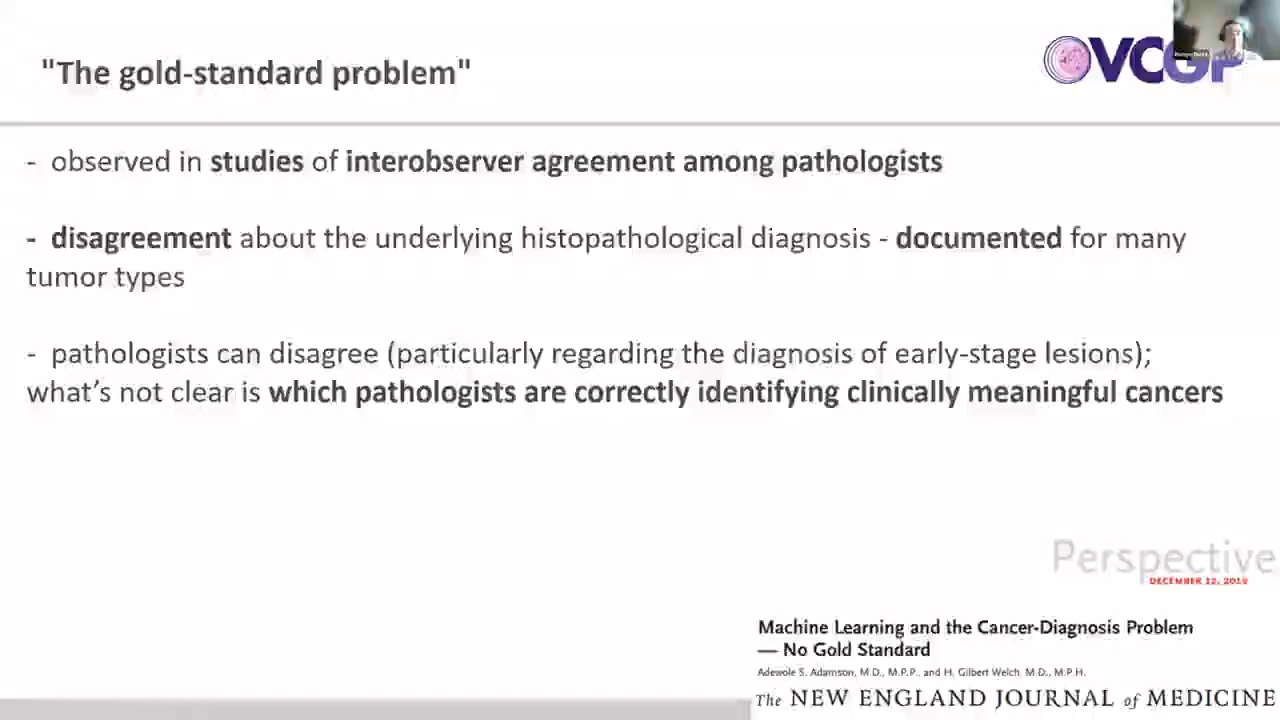 "The gold-standard problem"
VCGP
- observed in studies of interobserver agreement among pathologists
- disagreement about the underlying histopathological diagnosis - documented for many
tumor types
- pathologists can disagree (particularly regarding the diagnosis of early-stage lesions);
what's not clear is which pathologists are correctly identifying clinically meaningful cancers
Perspective
DECEMBER 12, 2019
Machine Learning and the Cancer-Diagnosis Problem
— No Gold Standard
Adewole S. Adamson, M.D., M.P.P., and H. Gilbert Welch, M.D., M.P.H.
The NEW ENGLAND JOURNAL of MEDICINE